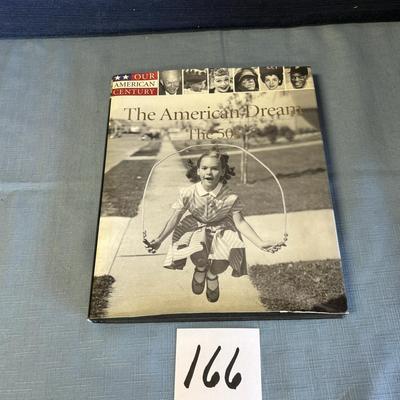 OUR
AMERICAN
CENTURY
The American Dream
The 50s
166